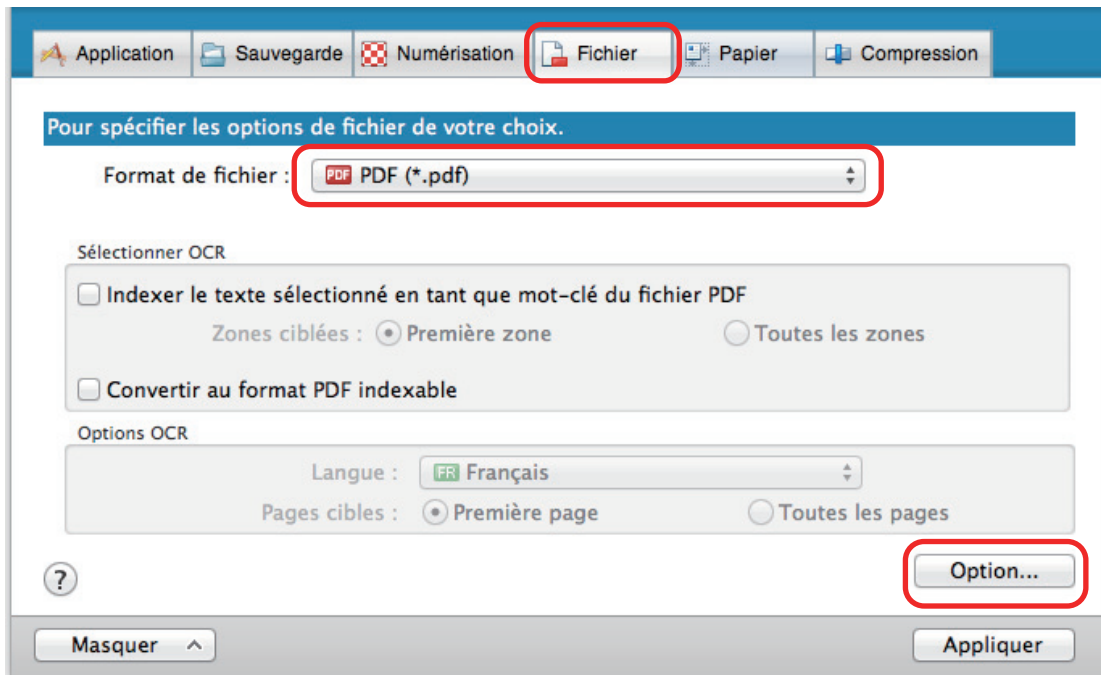 Application Sauvegarde Numérisation Fichier Papier Compression
Pour spécifier les options de fichier de votre choix.
Format de fichier : PDF PDF (*.pdf)
Sélectionner OCR
Indexer le texte sélectionné en tant que mot-clé du fichier PDF
Zones ciblées : Première zone Toutes les zones
Convertir au format PDF indexable
Options OCR
Langue : FR Français
Pages cibles : Première page Toutes les pages
? Option...
Masquer Appliquer